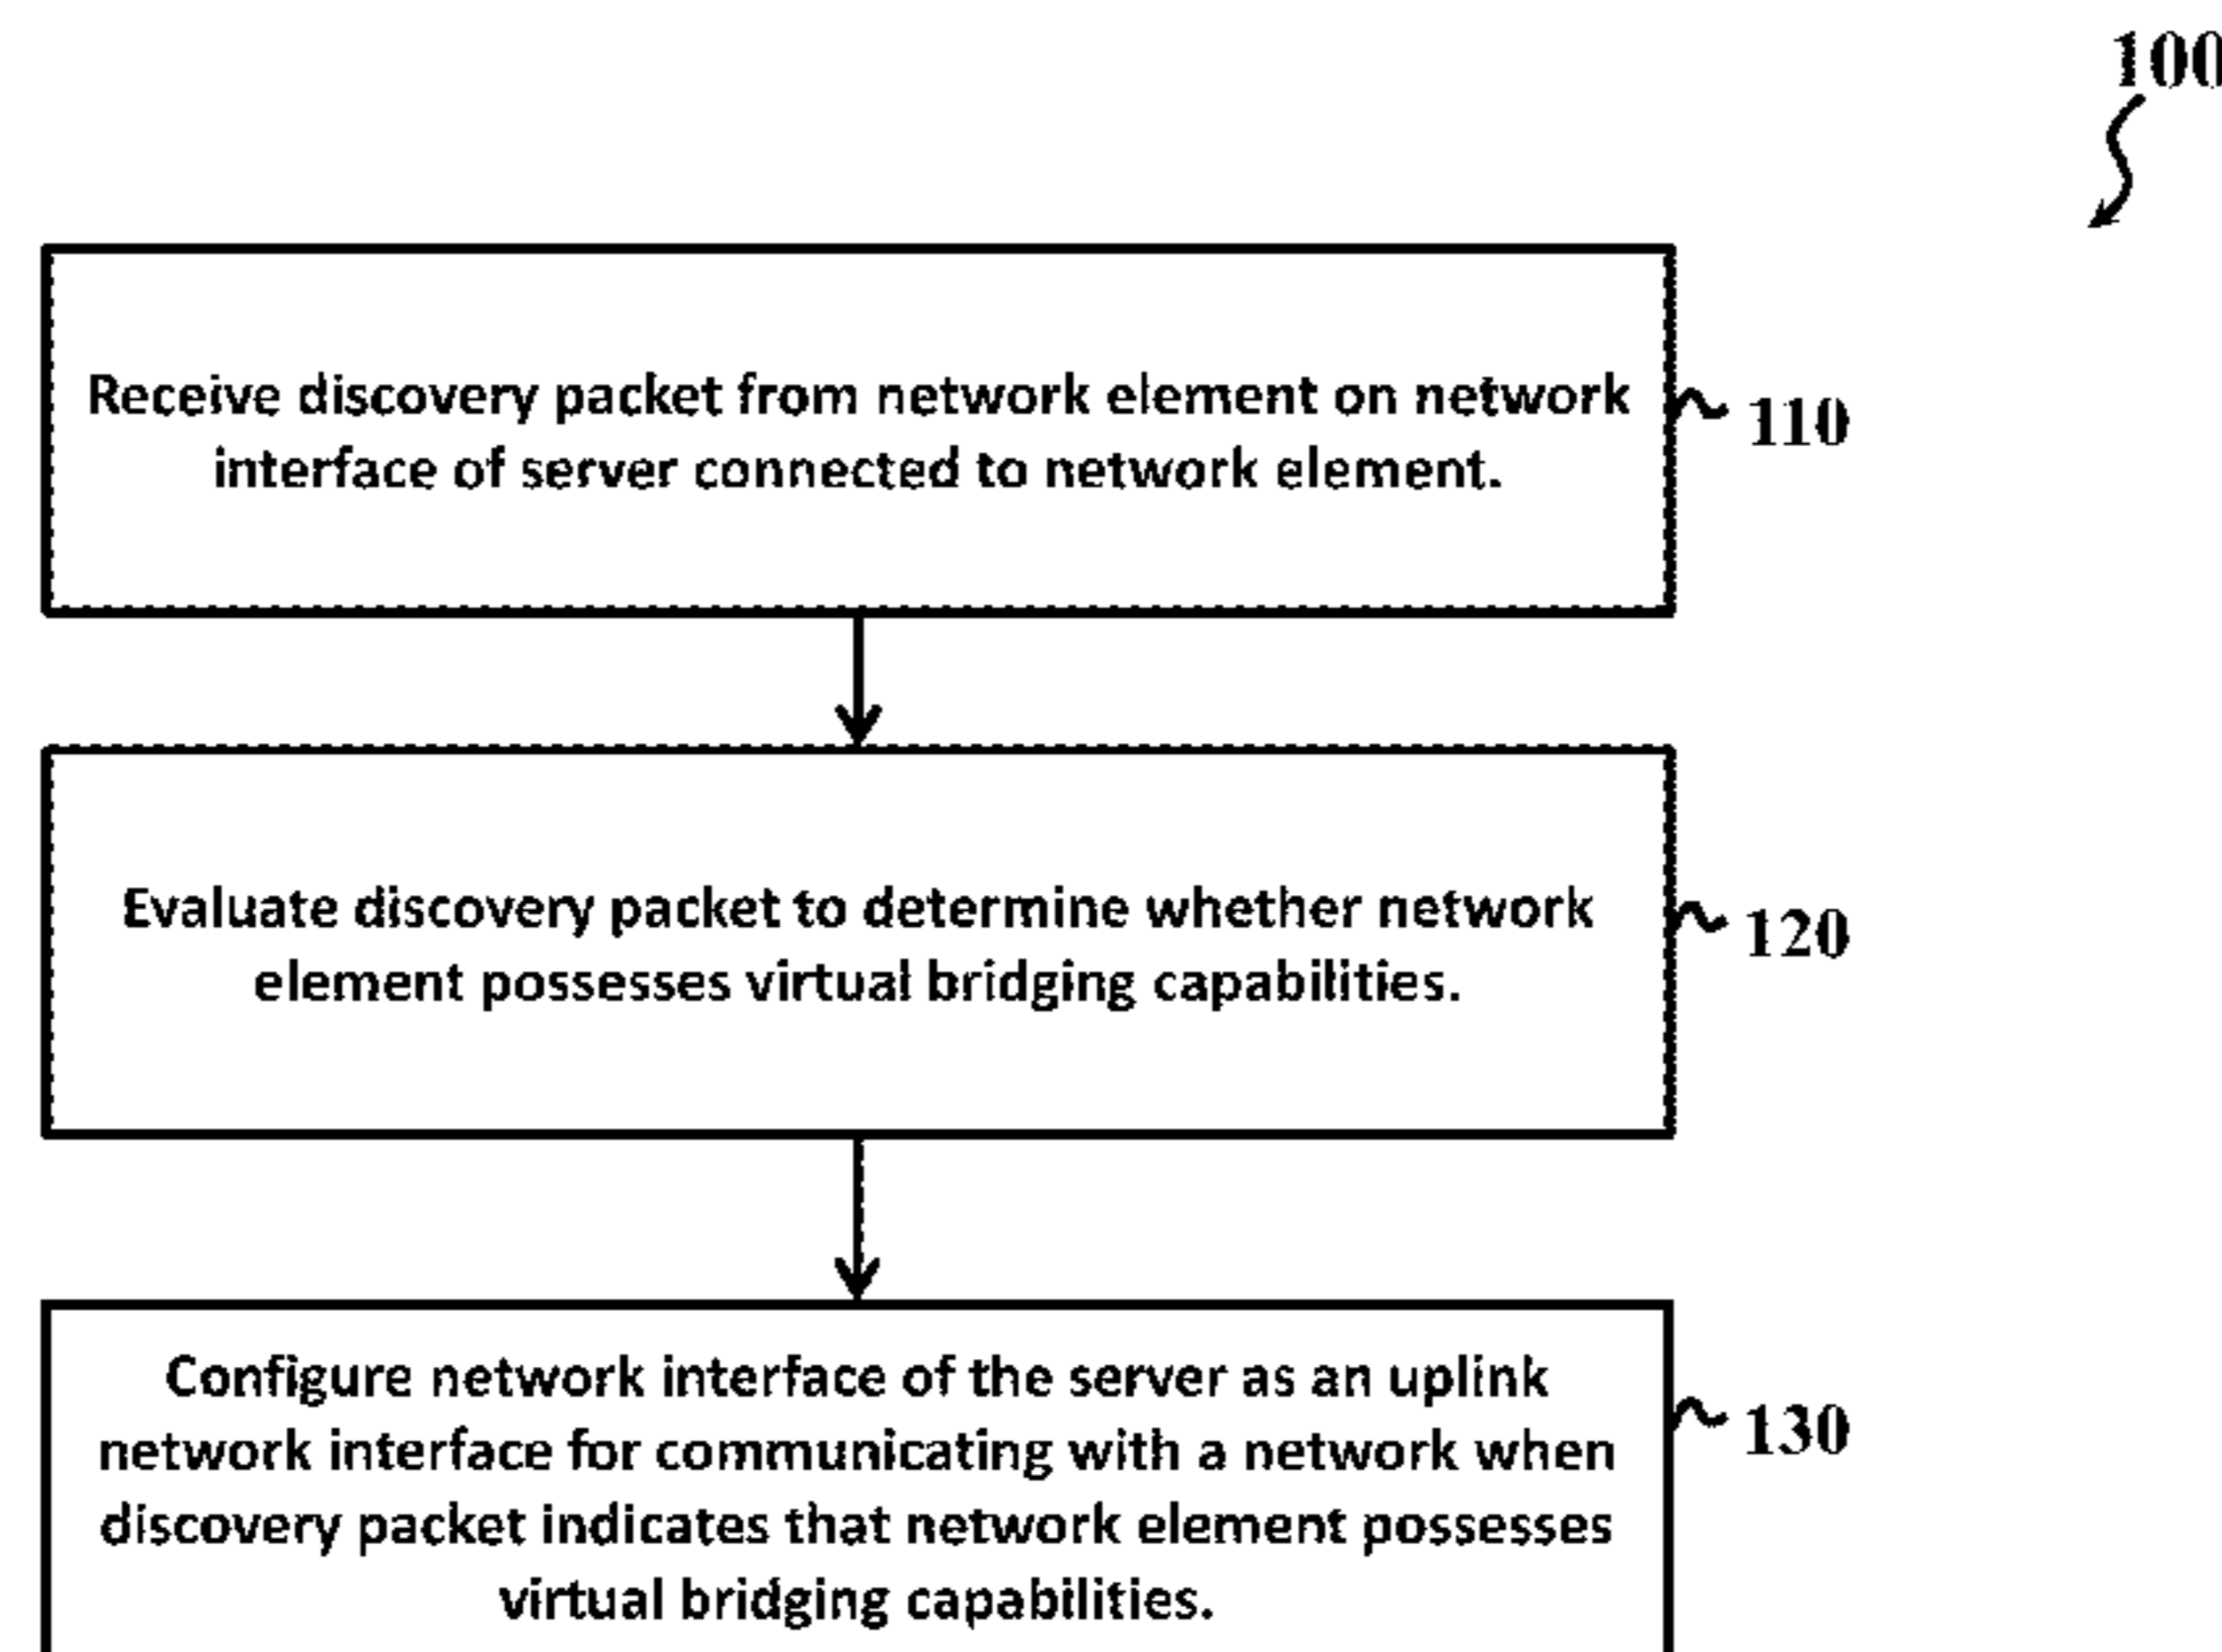 100
Receive discovery packet from network element on network
interface of server connected to network element.
110
Evaluate discovery packet to determine whether network
element possesses virtual bridging capabilities.
120
Configure network interface of the server as an uplink
network interface for communicating with a network when
discovery packet indicates that network element possesses
virtual bridging capabilities.
130